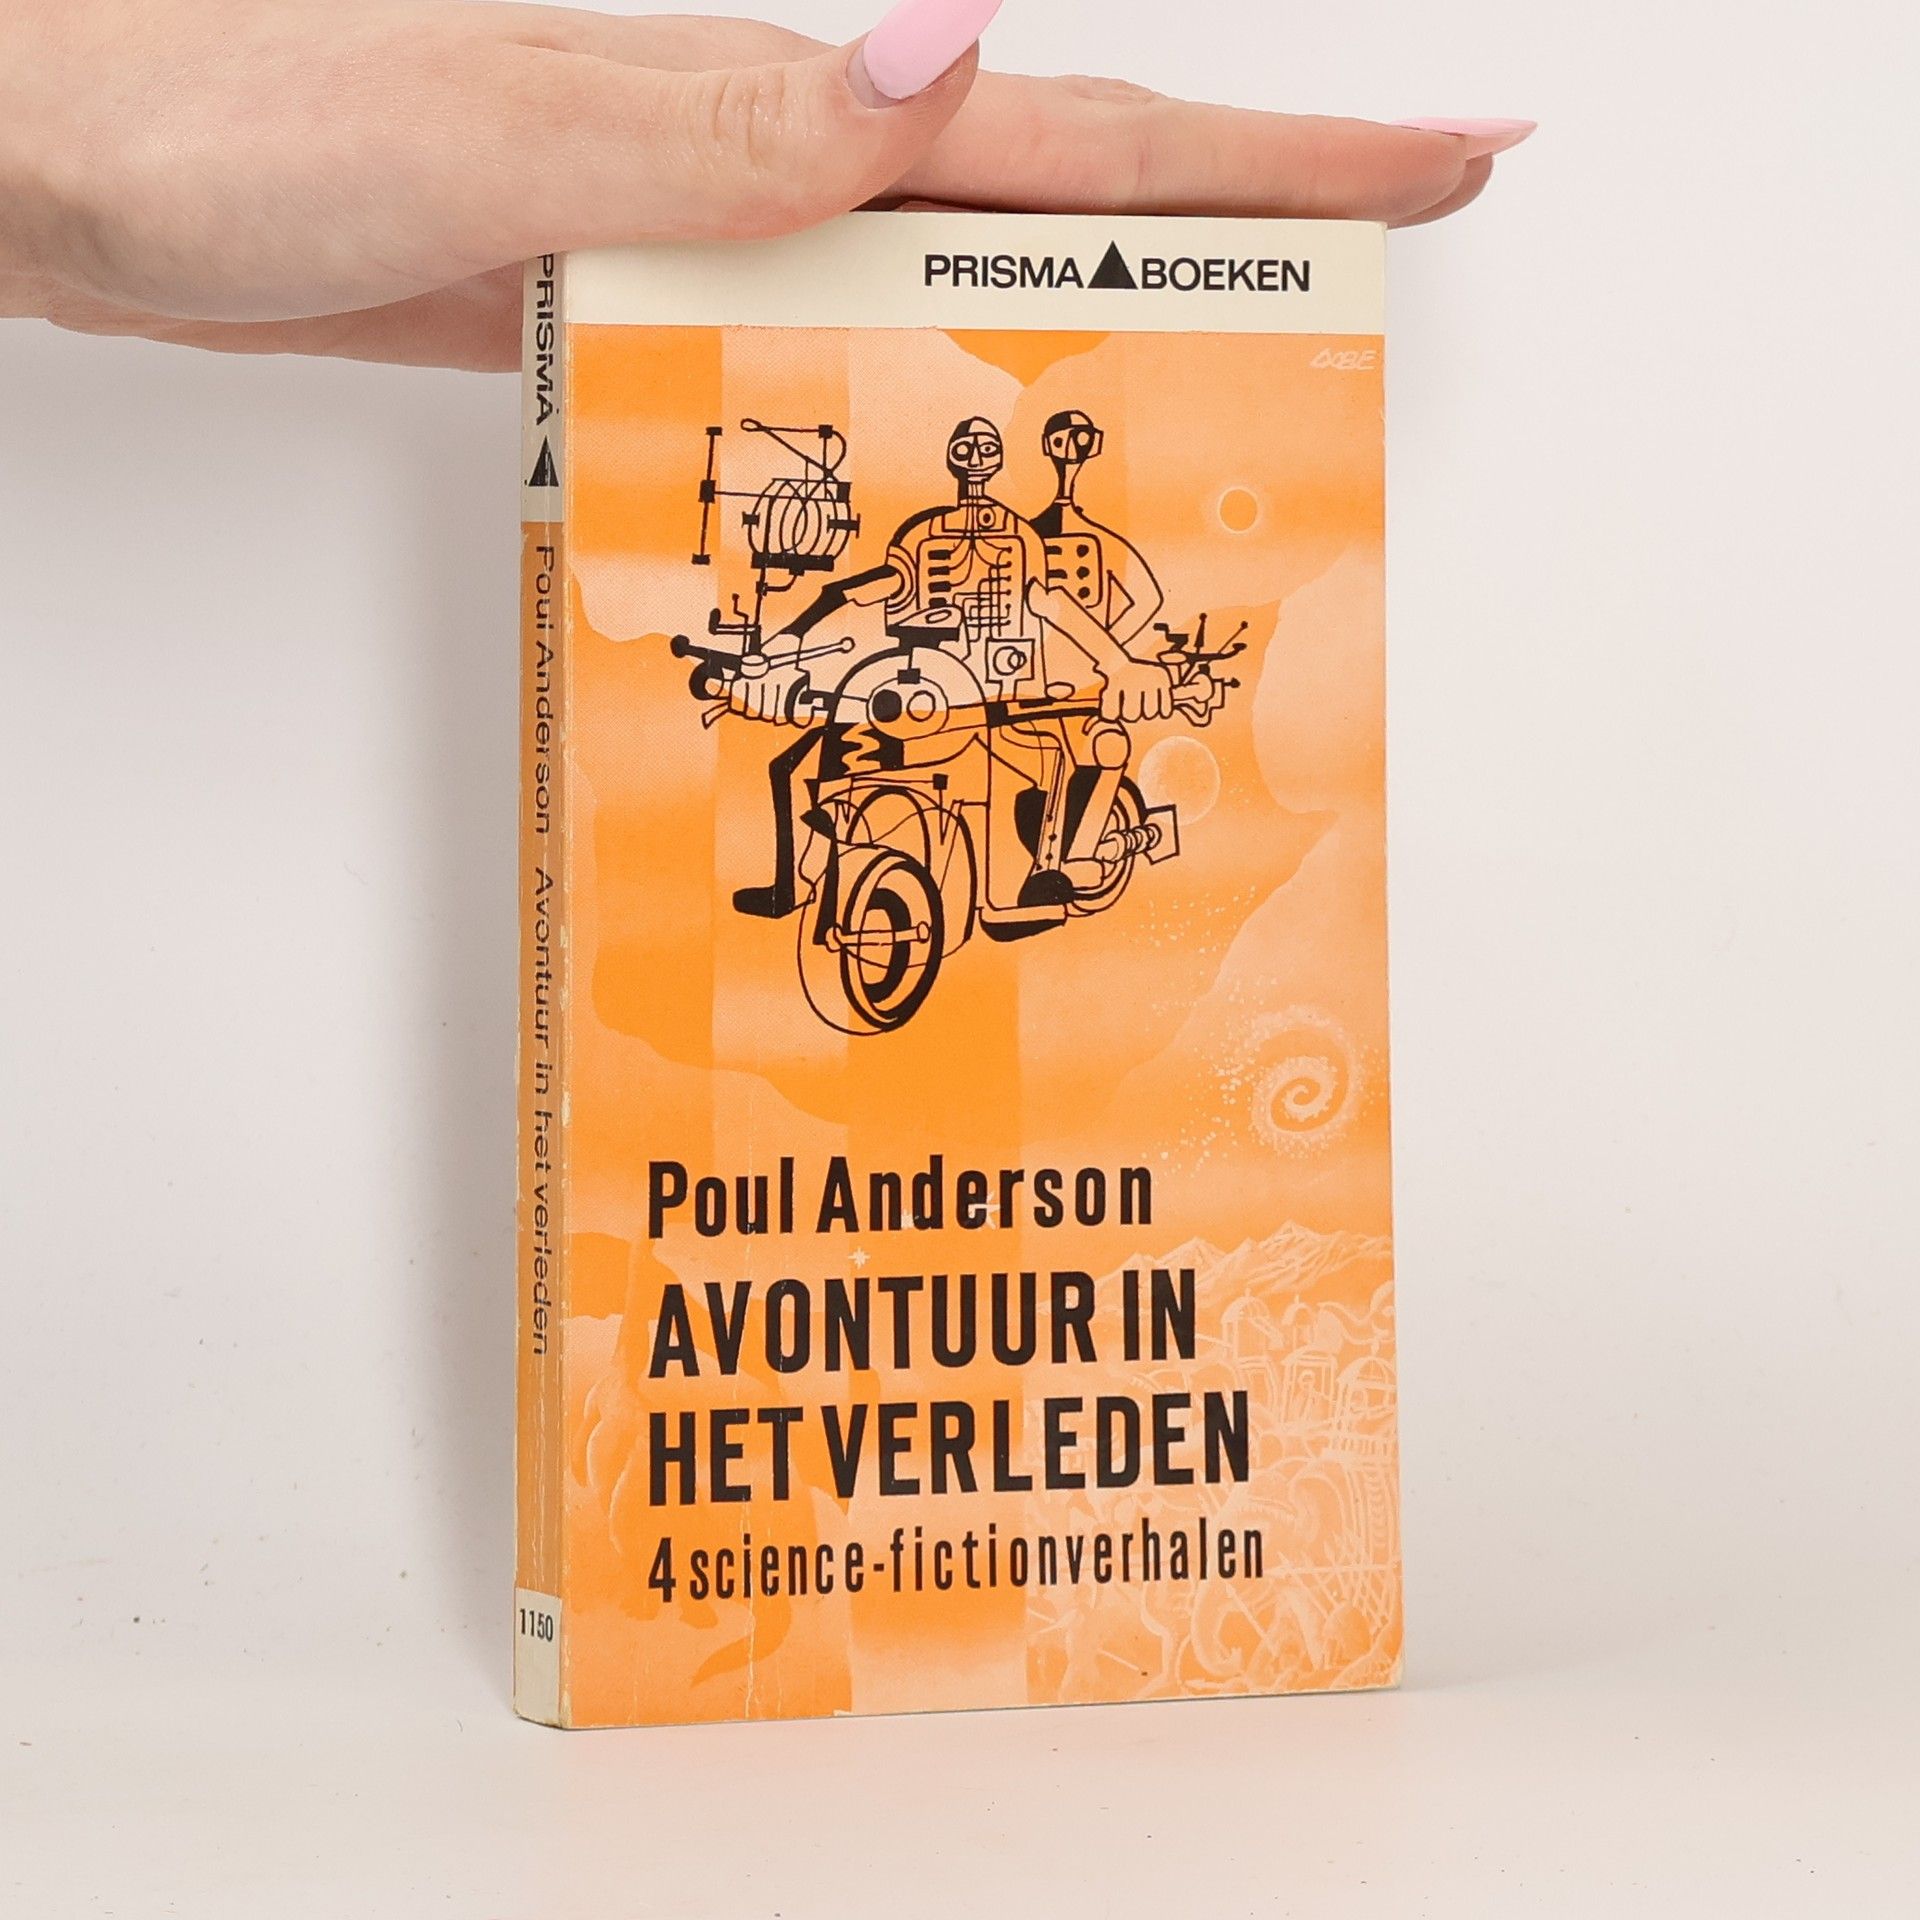 PRISMA BOEKEN
Poul Anderson
AVONTUUR IN
HET VERLEDEN
4 science-fictionverhalen
PRISMA
Poul Anderson Avontuur in het verleden
1150